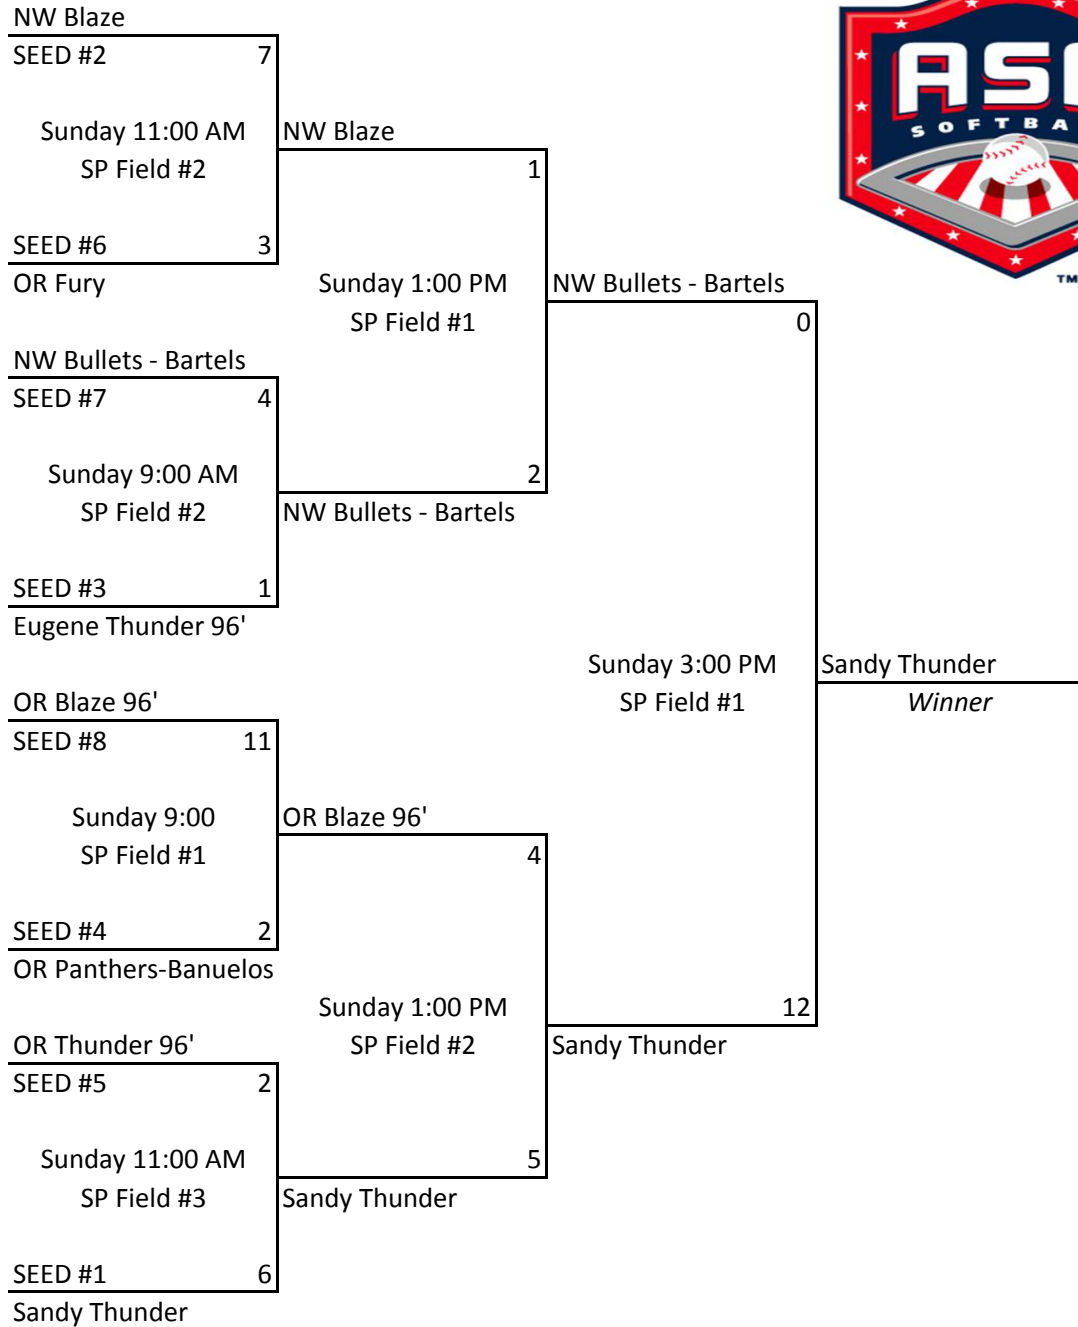 NW Blaze
SEED #2 7
Sunday 11:00 AM
SP Field #2
SEED #6 3
OR Fury
NW Bullets - Bartels
SEED #7 4
Sunday 9:00 AM
SP Field #2
SEED #3 1
Eugene Thunder 96'
OR Blaze 96'
SEED #8 11
Sunday 9:00
SP Field #1
SEED #4 2
OR Panthers-Banuelos
OR Thunder 96'
SEED #5 2
Sunday 11:00 AM
SP Field #3
SEED #1 6
Sandy Thunder
NW Blaze
1
Sunday 1:00 PM
SP Field #1
2
NW Bullets - Bartels
OR Blaze 96'
4
Sunday 1:00 PM
SP Field #2
5
Sandy Thunder
NW Bullets - Bartels
0
Sunday 3:00 PM
SP Field #1
12
Sandy Thunder
Sandy Thunder
Winner
AS
SOFTBA
TM